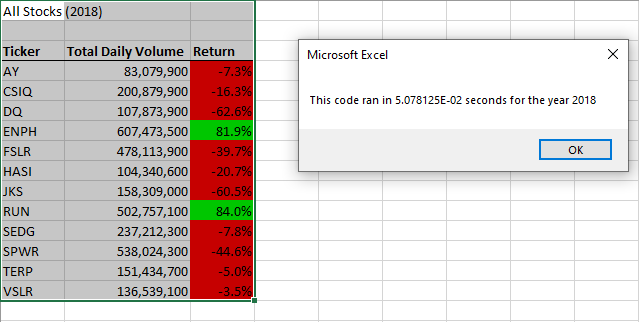 All Stocks (2018)
Ticker Total Daily Volume Return
AY 83,079,900 -7.3%
CSIQ 200,879,900 -16.3%
DQ 107,873,900 -62.6%
ENPH 607,473,500 81.9%
FSLR 478,113,900 -39.7%
HASI 104,340,600 -20.7%
JKS 158,309,000 -60.5%
RUN 502,757,100 84.0%
SEDG 237,212,300 -7.8%
SPWR 538,024,300 -44.6%
TERP 151,434,700 -5.0%
VSLR 136,539,100 -3.5%
Microsoft Excel
This code ran in 5.078125E-02 seconds for the year 2018
OK